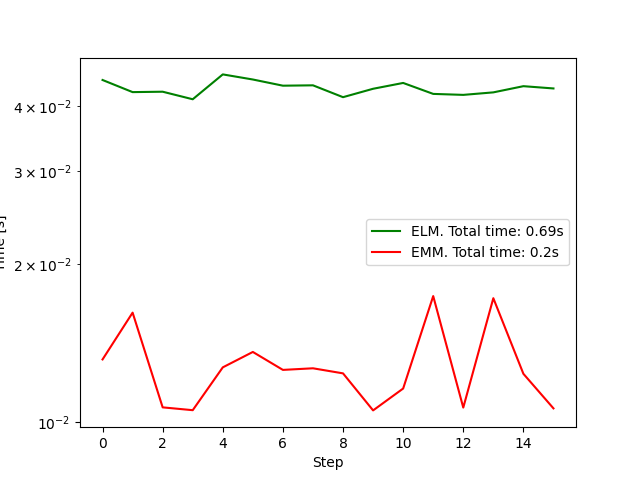 4 × 10⁻²
3 × 10⁻²
2 × 10⁻²
10⁻²
Time [s]
ELM. Total time: 0.69s
EMM. Total time: 0.2s
0 2 4 6 8 10 12 14
Step